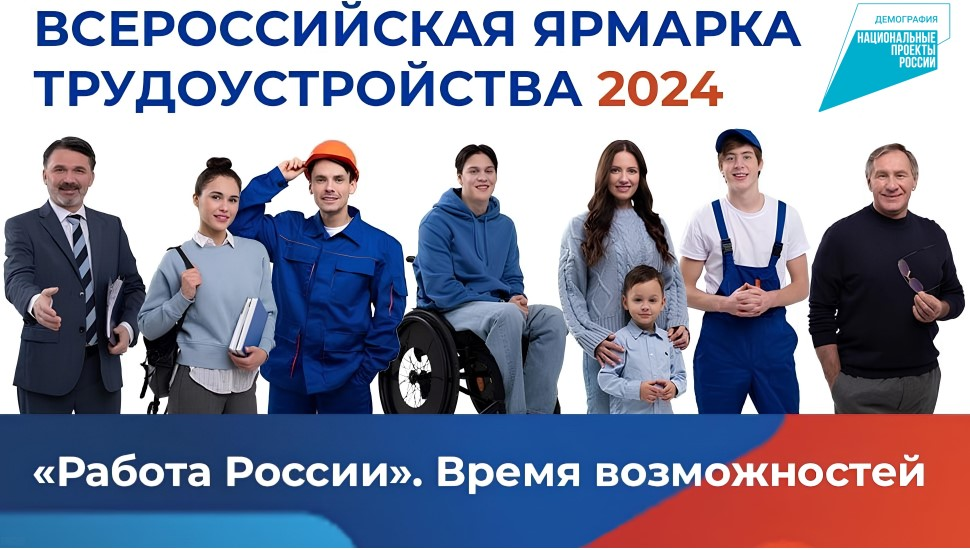 ВСЕРОССИЙСКАЯ ЯРМАРКА
ТРУДОУСТРОЙСТВА 2024
ДЕМОГРАФИЯ
НАЦИОНАЛЬНЫЕ
ПРОЕКТЫ
РОССИИ
«Работа России». Время возможностей